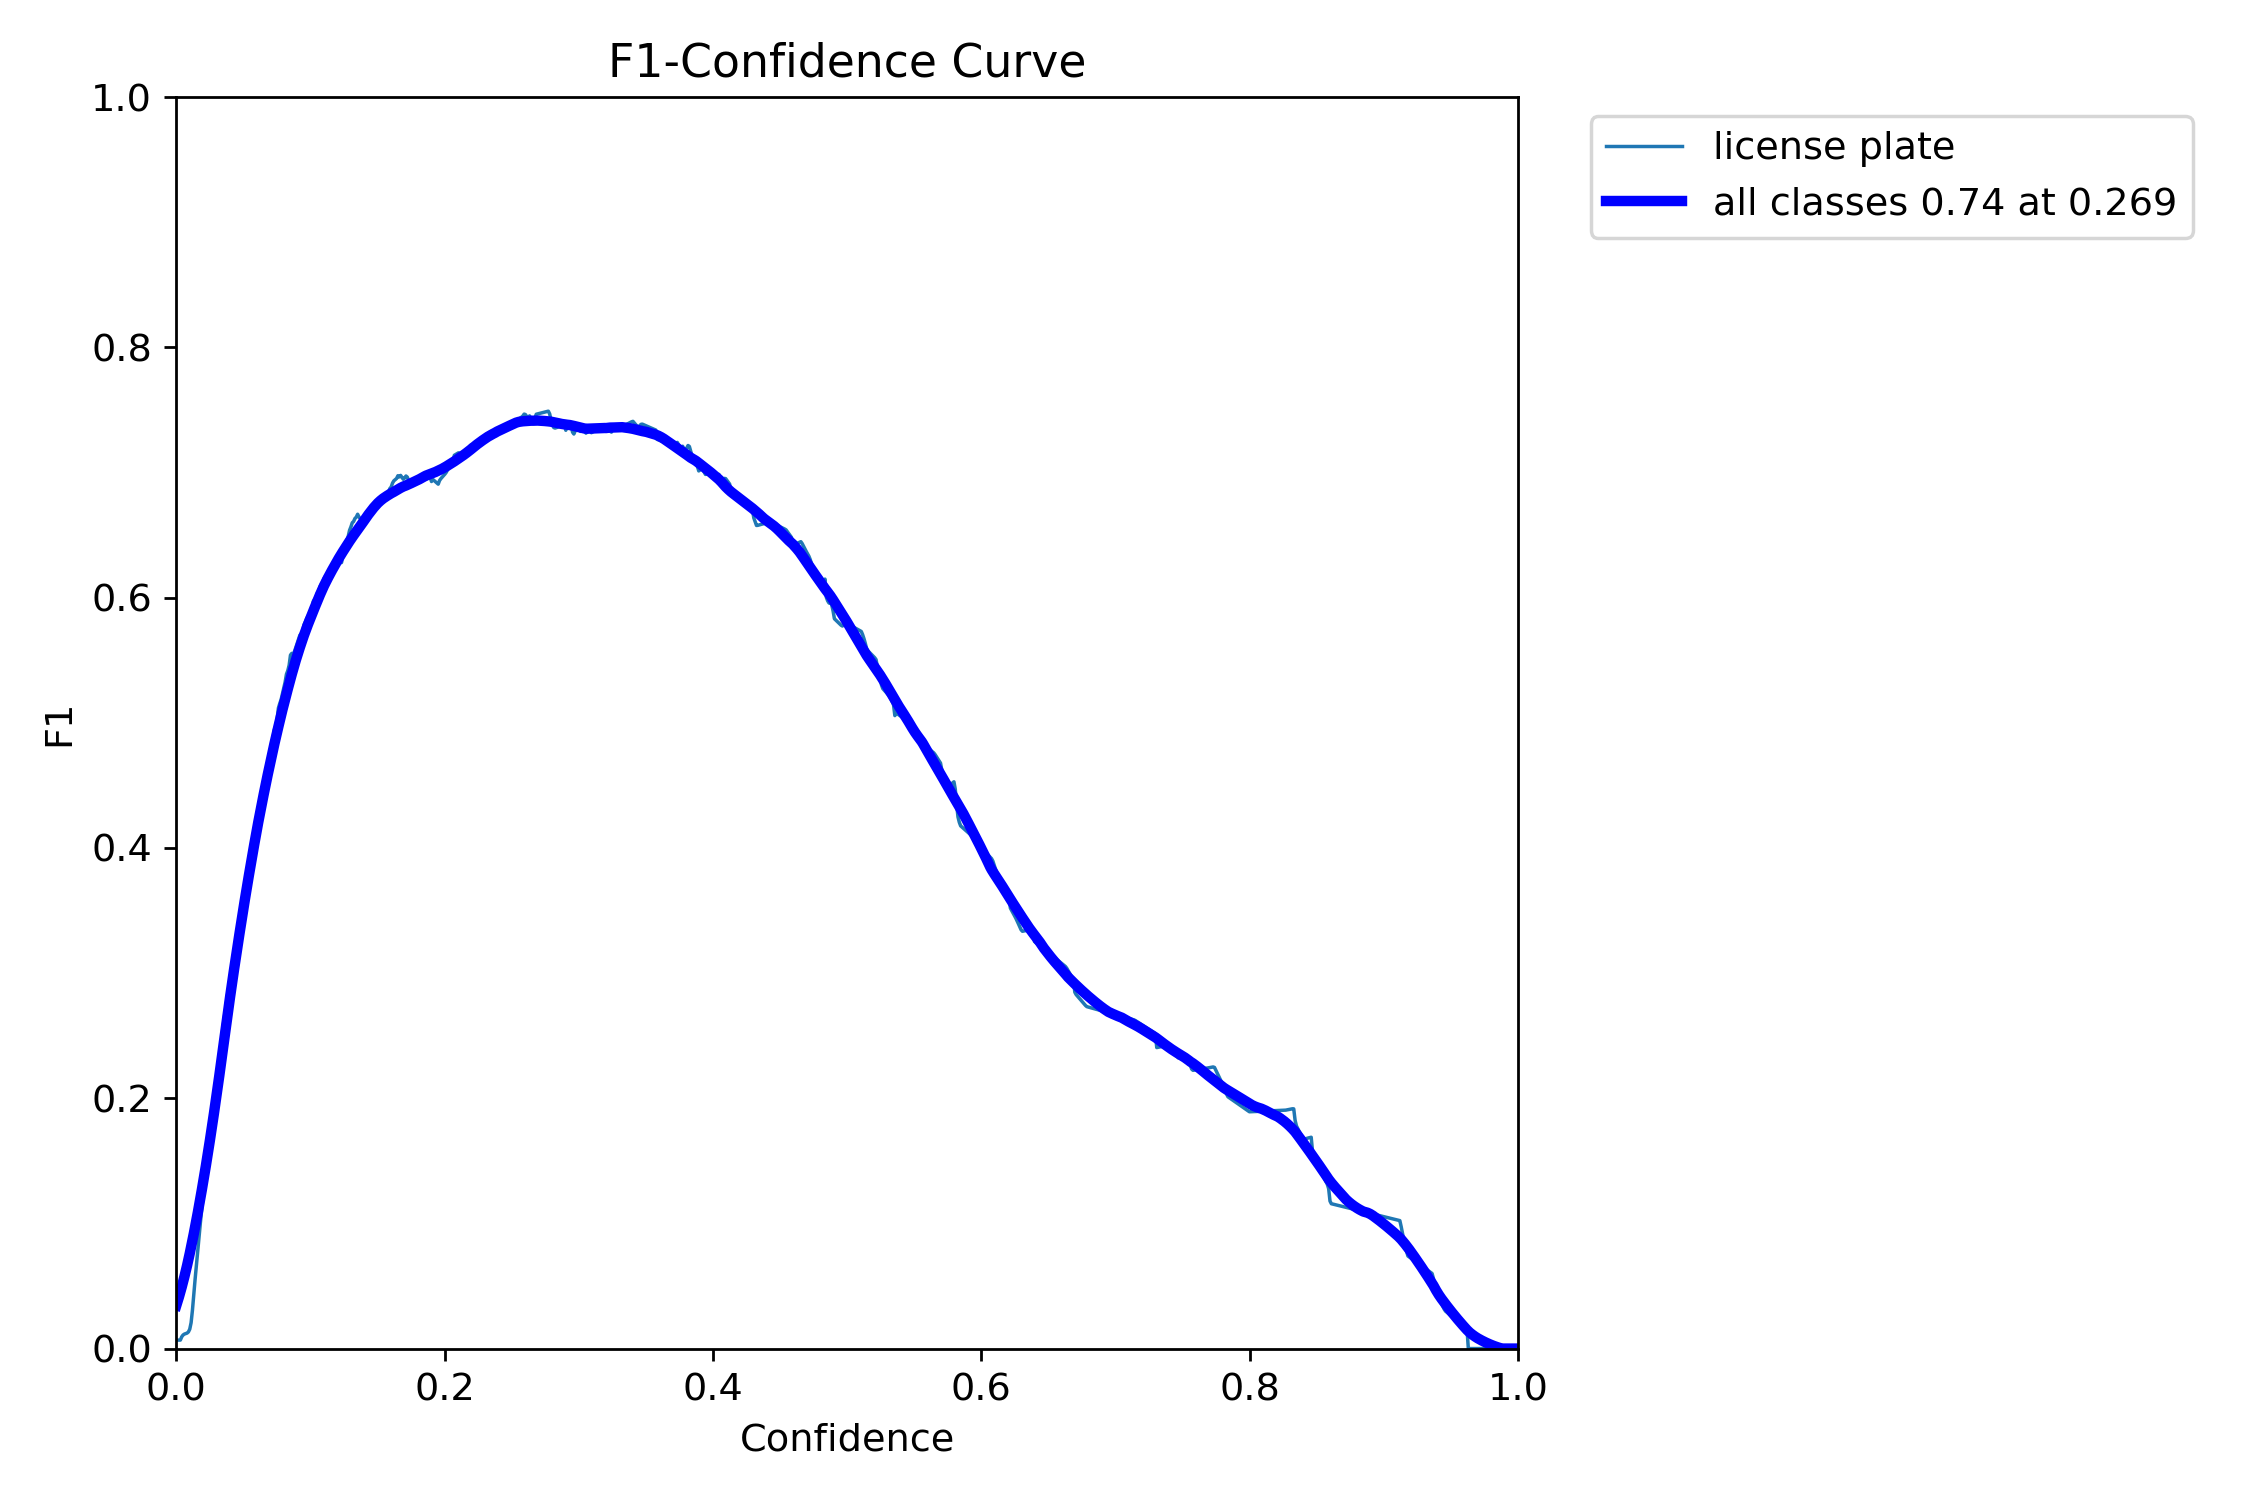 F1-Confidence Curve
1.0
0.8
0.6
0.4
0.2
0.0
F1
0.0 0.2 0.4 0.6 0.8 1.0
Confidence
license plate
all classes 0.74 at 0.269